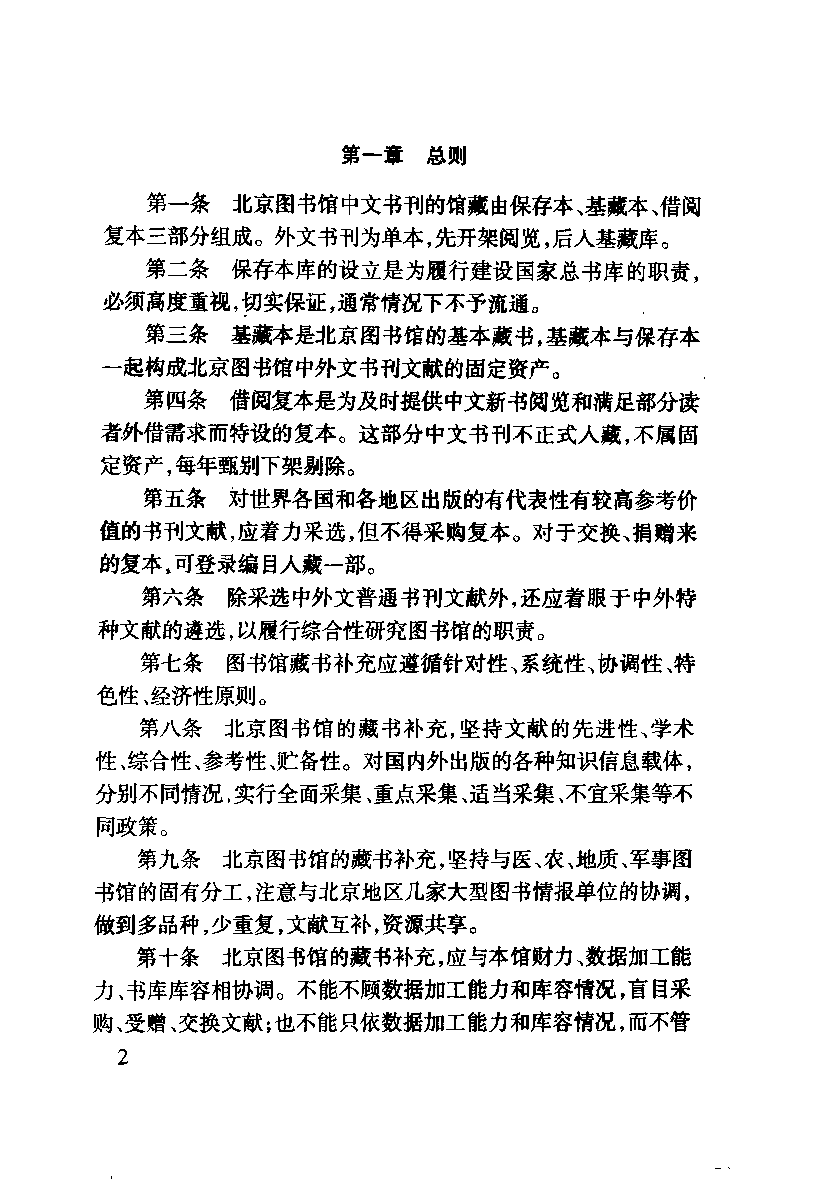 第一章　总则
第一条　北京图书馆中文书刊的馆藏由保存本、基藏本、借阅
复本三部分组成。外文书刊为单本,先开架阅览,后入基藏库。
第二条　保存本库的设立是为履行建设国家总书库的职责,
必须高度重视,切实保证,通常情况下不予流通。
第三条　基藏本是北京图书馆的基本藏书,基藏本与保存本
一起构成北京图书馆中外文书刊文献的固定资产。
第四条　借阅复本是为及时提供中文新书阅览和满足部分读
者外借需求而特设的复本。这部分中文书刊不正式入藏,不属固
定资产,每年甄别下架剔除。
第五条　对世界各国和各地区出版的有代表性有较高参考价
值的书刊文献,应着力采选,但不得采购复本。对于交换、捐赠来
的复本,可登录编目入藏一部。
第六条　除采选中外文普通书刊文献外,还应着眼于中外特
种文献的遴选,以履行综合性研究图书馆的职责。
第七条　图书馆藏书补充应遵循针对性、系统性、协调性、特
色性、经济性原则。
第八条　北京图书馆的藏书补充,坚持文献的先进性、学术
性、综合性、参考性、贮备性。对国内外出版的各种知识信息载体,
分别不同情况,实行全面采集、重点采集、适当采集、不宜采集等不
同政策。
第九条　北京图书馆的藏书补充,坚持与医、农、地质、军事图
书馆的固有分工,注意与北京地区几家大型图书情报单位的协调,
做到多品种,少重复,文献互补,资源共享。
第十条　北京图书馆的藏书补充,应与本馆财力、数据加工能
力、书库库容相协调。不能不顾数据加工能力和库容情况,盲目采
购、受赠、交换文献;也不能只依数据加工能力和库容情况,而不管
2